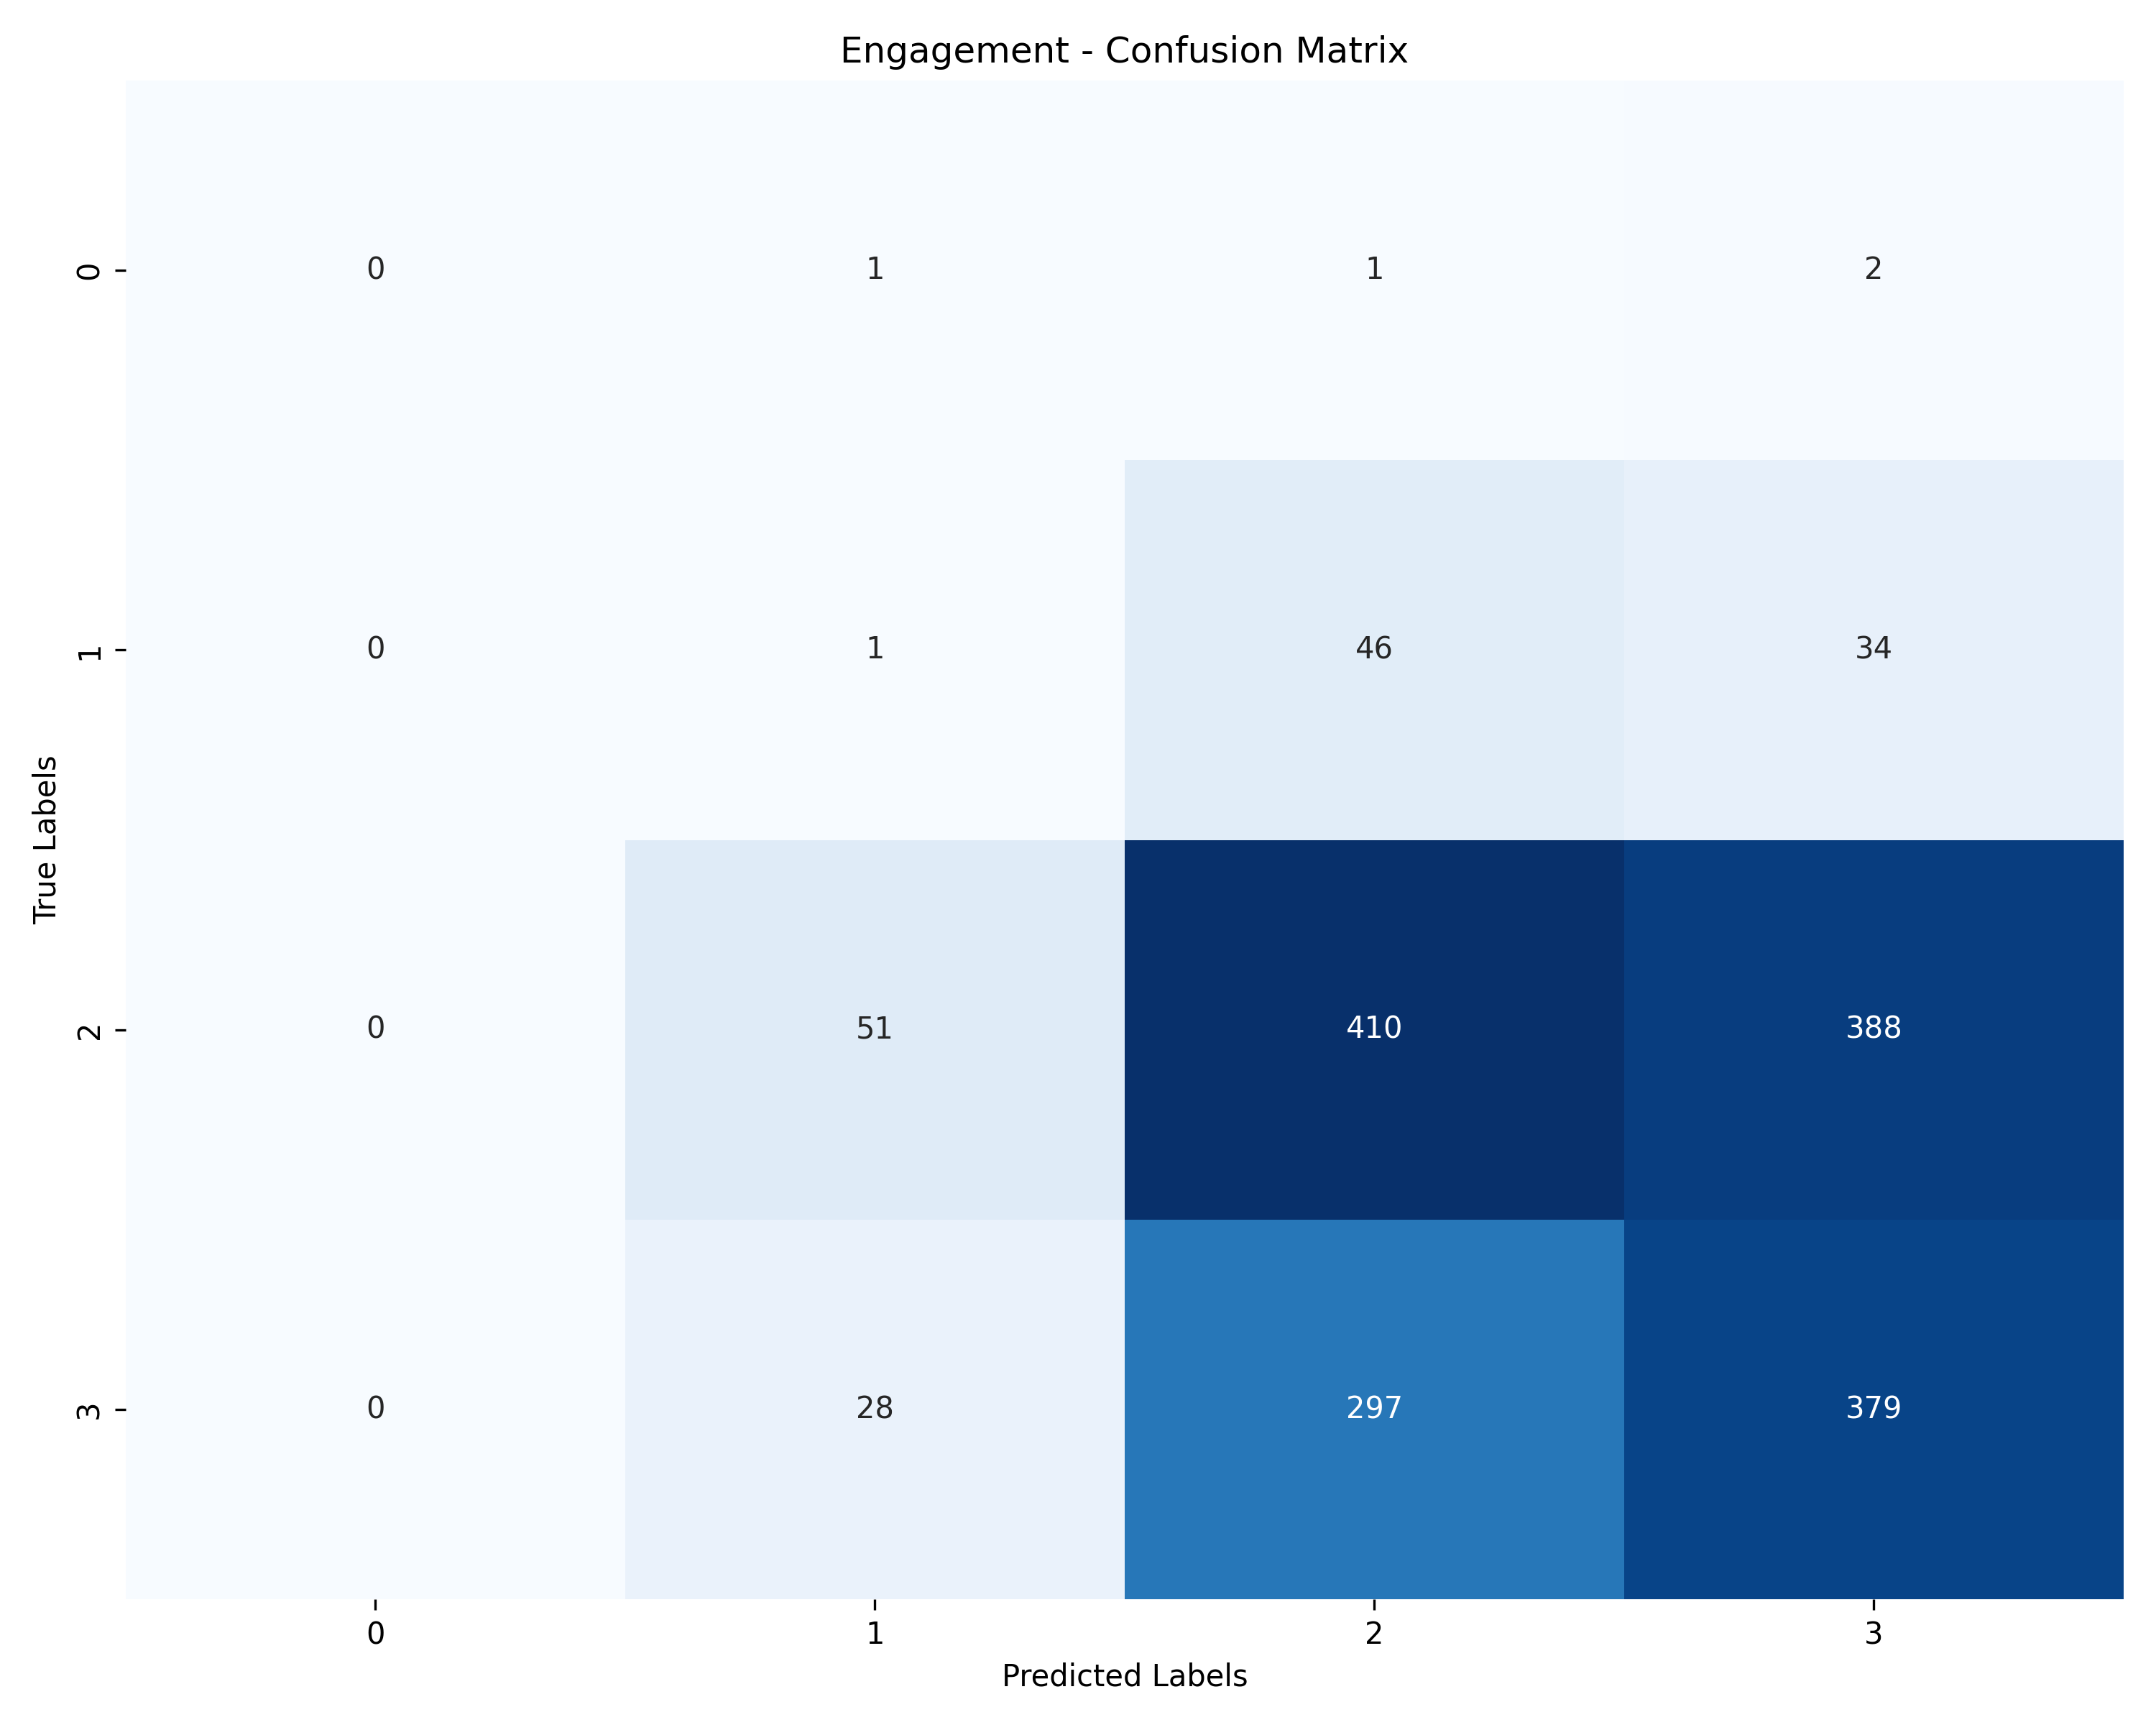 Engagement - Confusion Matrix
True Labels
0 0 1 1 2
1 0 1 46 34
2 0 51 410 388
3 0 28 297 379
0 1 2 3
Predicted Labels